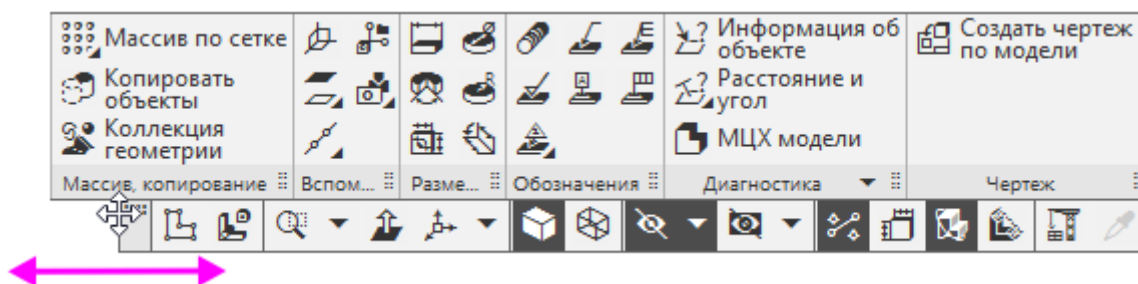 Массив по сетке
Копировать
объекты
Коллекция
геометрии
Массив, копирование
Вспом...
Разме...
Обозначения
Информация об
объекте
Расстояние и
угол
МЦХ модели
Диагностика
Создать чертеж
по модели
Чертеж